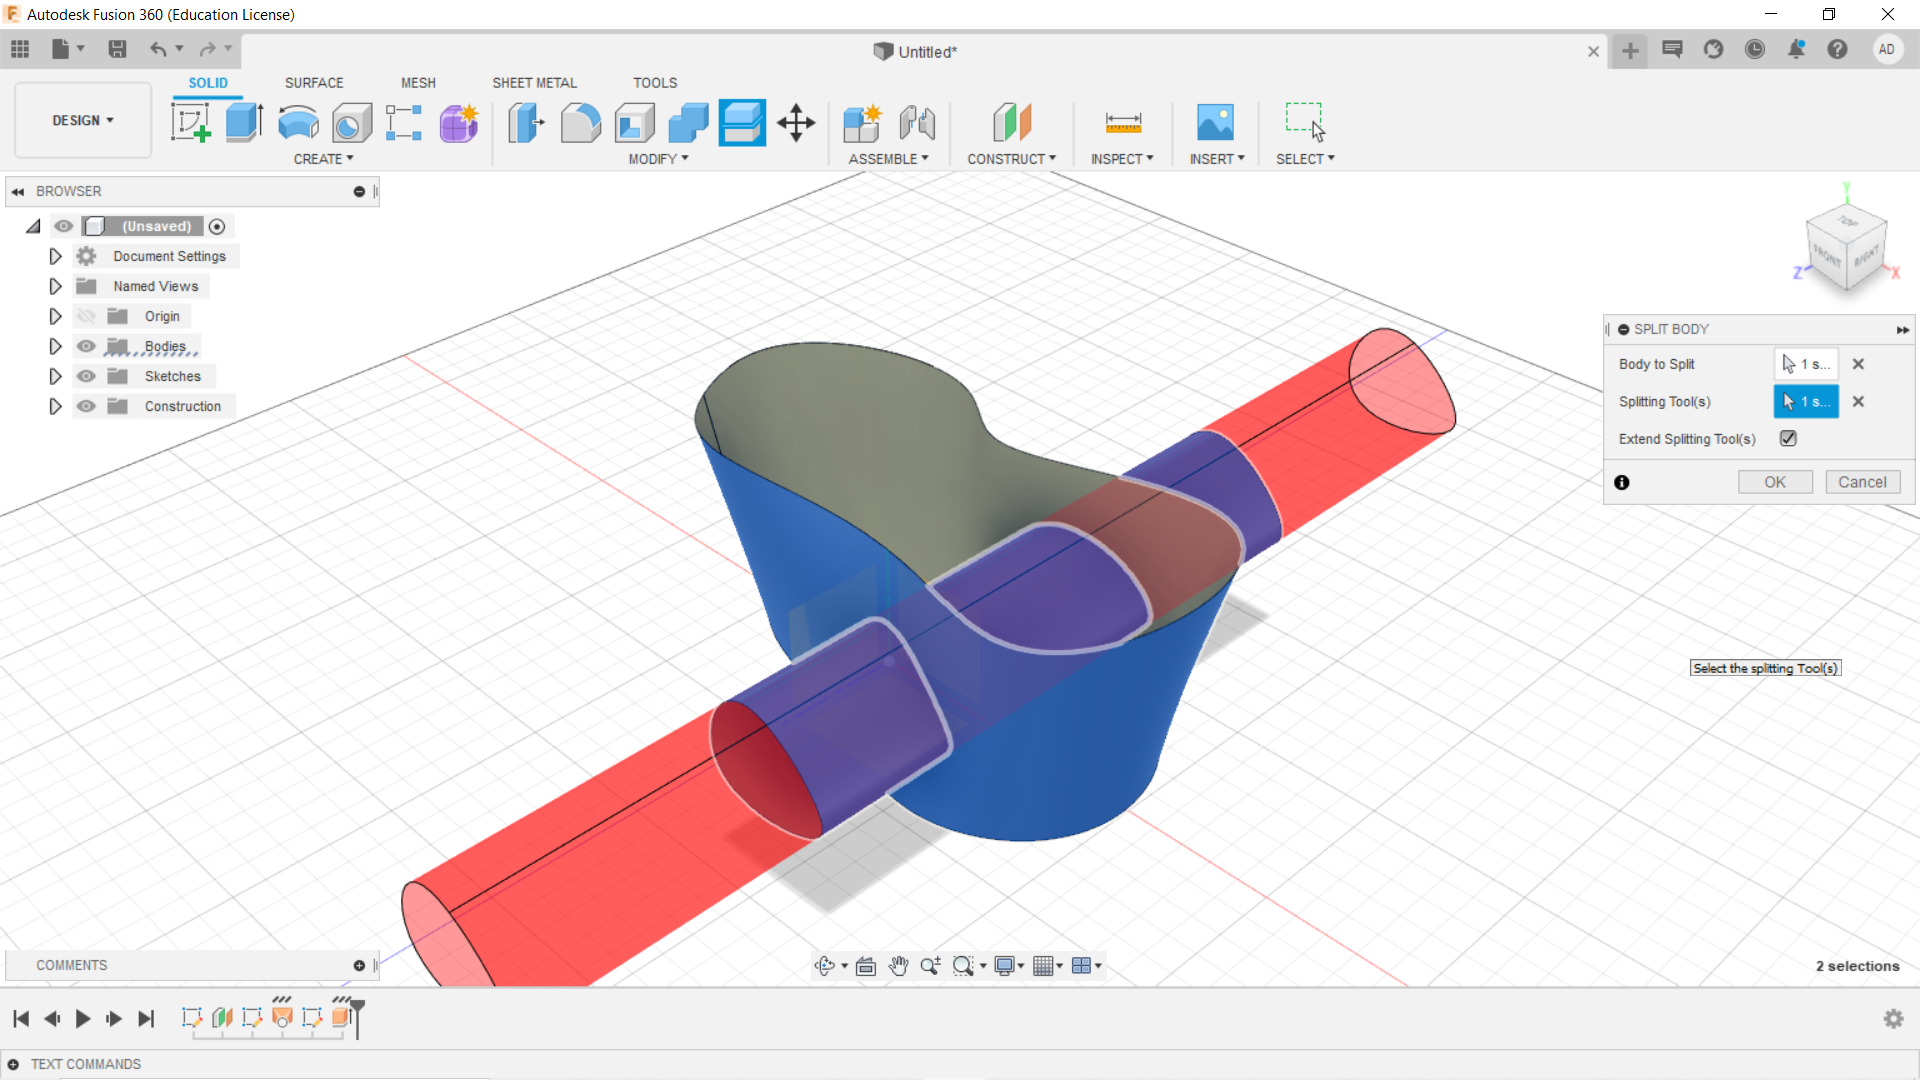 Autodesk Fusion 360 (Education License)
Untitled*
AD
DESIGN
SOLID SURFACE MESH SHEET METAL TOOLS
CREATE MODIFY ASSEMBLE CONSTRUCT INSPECT INSERT SELECT
BROWSER
(Unsaved)
Document Settings
Named Views
Origin
Bodies
Sketches
Construction
Y
TOP
FRONT
RIGHT
Z
X
SPLIT BODY
Body to Split 1 s...
Splitting Tool(s) 1 s...
Extend Splitting Tool(s)
OK Cancel
Select the splitting Tool(s)
COMMENTS
2 selections
TEXT COMMANDS